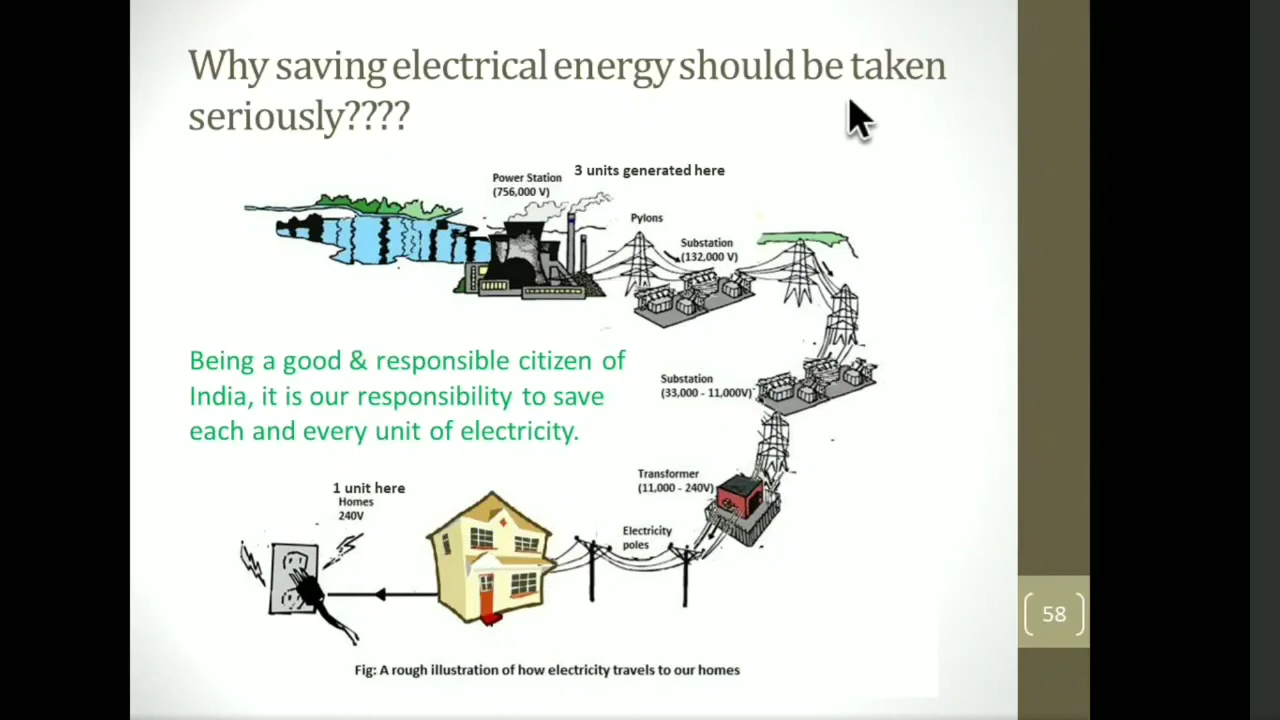 Why saving electrical energy should be taken
seriously????
3 units generated here
Power Station
(756,000 V)
Pylons
Substation
(132,000 V)
Being a good & responsible citizen of
India, it is our responsibility to save
each and every unit of electricity.
Substation
(33,000 - 11,000V)
Transformer
(11,000 - 240V)
1 unit here
Homes
240V
Electricity
poles
58
Fig: A rough illustration of how electricity travels to our homes